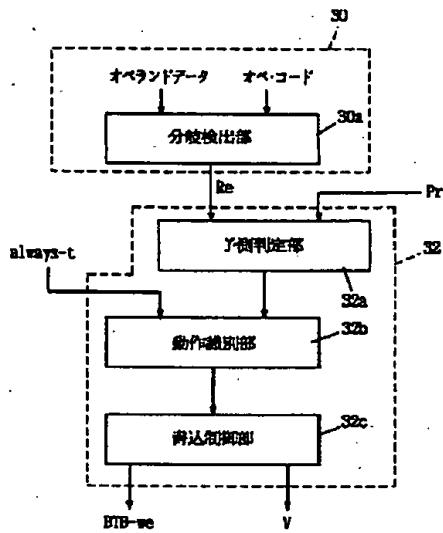 30
オペランドデータ オペ・コード
分岐検出部
30a
Re
Pr
予測判定部
32
always-t
32a
動作識別部
32b
書込制御部
32c
BTB-we
V